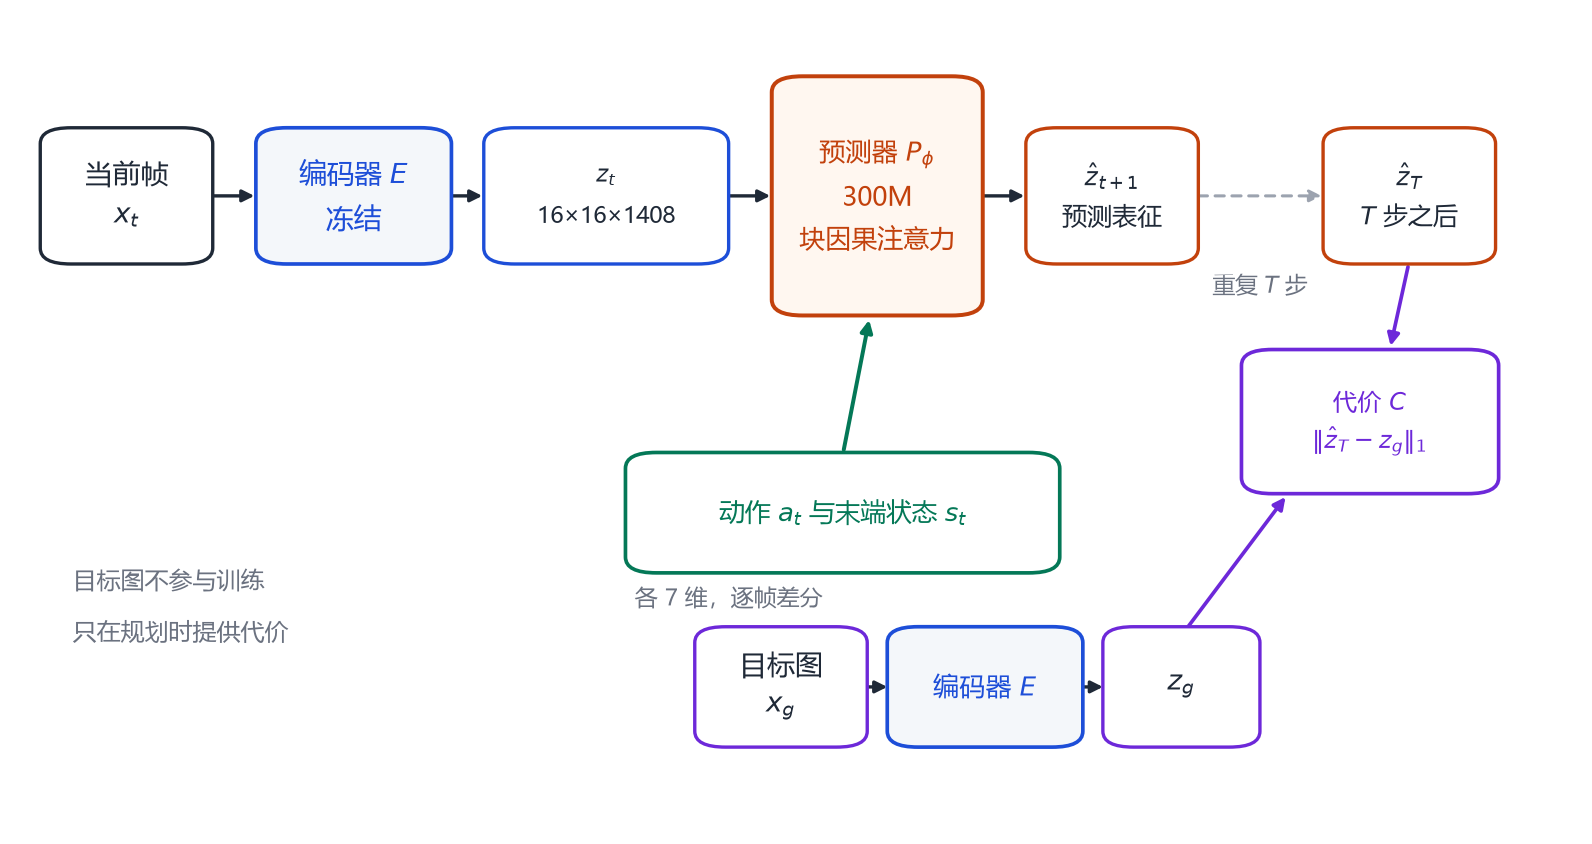 当前帧
x_t
编码器 E
冻结
z_t
16×16×1408
预测器 P_ϕ
300M
块因果注意力
ẑ_{t+1}
预测表征
ẑ_T
T 步之后
重复 T 步
代价 C
‖ẑ_T − z_g‖₁
动作 a_t 与末端状态 s_t
各 7 维，逐帧差分
目标图不参与训练
只在规划时提供代价
目标图
x_g
编码器 E
z_g